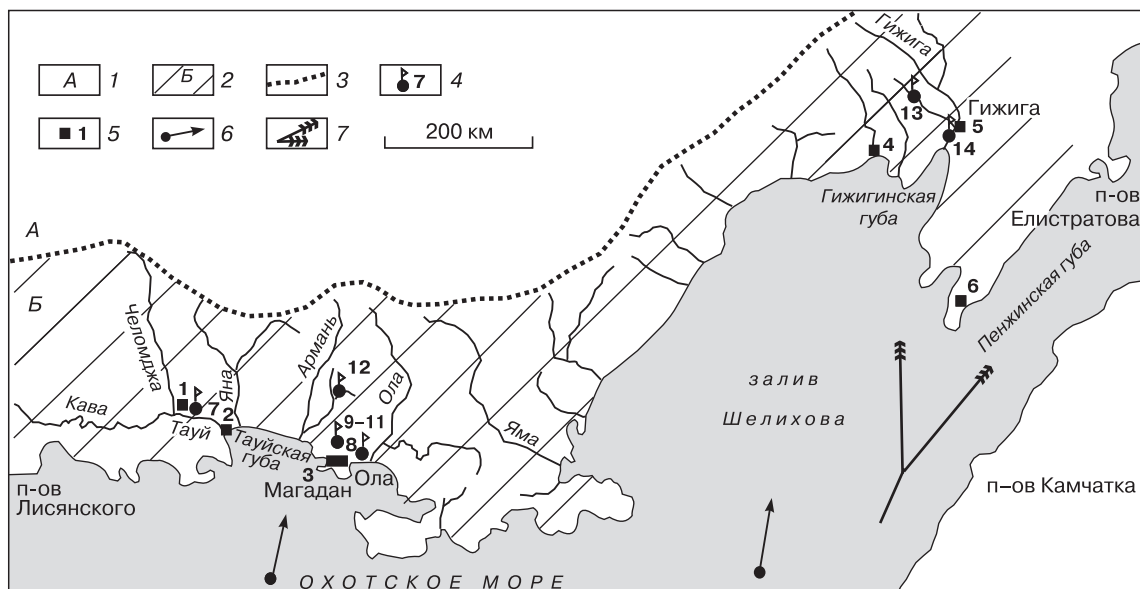 А 1
Б 2
3
7 4
1 5
6
7
200 км
Гижига
13
Гижига
5
4
14
Гижигинская
губа
п-ов
Елистратова
А
Б
6
Пенжинская губа
Челомджа
Яна
Армань
12
Ола
залив
Шелихова
1
7
Кава
2
Тауй
Тауйская
губа
9–11
8
Яма
3
Магадан
Ола
п-ов
Лисянского
п–ов Камчатка
ОХОТСКОЕ МОРЕ